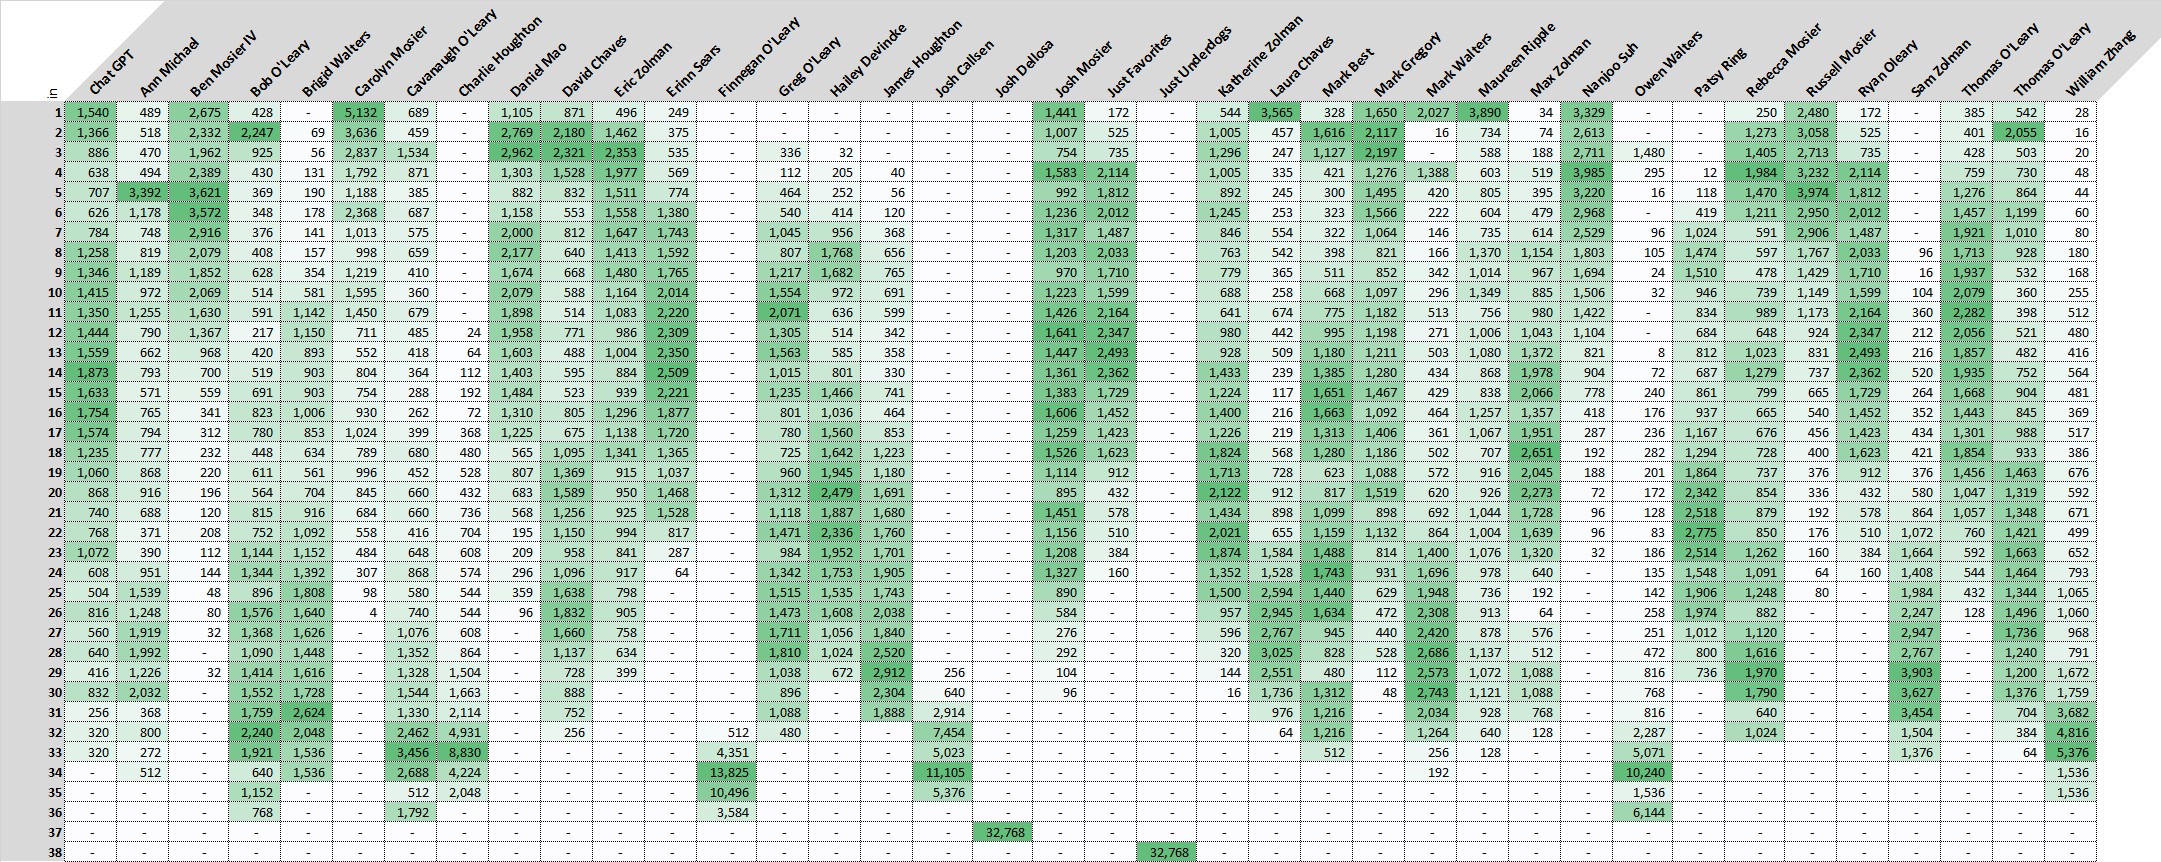 in Chat GPT Ann Michael Ben Mosier IV Bob O'Leary Brigid Walters Carolyn Mosier Cavanaugh O'Leary Charlie Houghton Daniel Mao David Chaves Eric Zolman Erinn Sears Finnegan O'Leary Greg O'Leary Hailey Devincke James Houghton Josh Callsen Josh Dellosa Josh Mosier Just Favorites Just Underdogs Katherine Zolman Laura Chaves Mark Best Mark Gregory Mark Walters Maureen Ripple Max Zolman Nanjoo Suh Owen Walters Patsy Ring Rebecca Mosier Russell Mosier Ryan Oleary Sam Zolman Thomas O'Leary Thomas O'Leary William Zhang
1 1,540 489 2,675 428 - 5,132 689 - 1,105 871 496 249 - - - - - - 1,441 172 - 544 3,565 328 1,650 2,027 3,890 34 3,329 - - 250 2,480 172 - 385 542 28
2 1,366 518 2,332 2,247 69 3,636 459 - 2,769 2,180 1,462 375 - - - - - - 1,007 525 - 1,005 457 1,616 2,117 16 734 74 2,613 - - 1,273 3,058 525 - 401 2,055 16
3 886 470 1,962 925 56 2,837 1,534 - 2,962 2,321 2,353 535 - 336 32 - - - 754 735 - 1,296 247 1,127 2,197 - 588 188 2,711 1,480 - 1,405 2,713 735 - 428 503 20
4 638 494 2,389 430 131 1,792 871 - 1,303 1,528 1,977 569 - 112 205 40 - - 1,583 2,114 - 1,005 335 421 1,276 1,388 603 519 3,985 295 12 1,984 3,232 2,114 - 759 730 48
5 707 3,392 3,621 369 190 1,188 385 - 882 832 1,511 774 - 464 252 56 - - 992 1,812 - 892 245 300 1,495 420 805 395 3,220 16 118 1,470 3,974 1,812 - 1,276 864 44
6 626 1,178 3,572 348 178 2,368 687 - 1,158 553 1,558 1,380 - 540 414 120 - - 1,236 2,012 - 1,245 253 323 1,566 222 604 479 2,968 - 419 1,211 2,950 2,012 - 1,457 1,199 60
7 784 748 2,916 376 141 1,013 575 - 2,000 812 1,647 1,743 - 1,045 956 368 - - 1,317 1,487 - 846 554 322 1,064 146 735 614 2,529 96 1,024 591 2,906 1,487 - 1,921 1,010 80
8 1,258 819 2,079 408 157 998 659 - 2,177 640 1,413 1,592 - 807 1,768 656 - - 1,203 2,033 - 763 542 398 821 166 1,370 1,154 1,803 105 1,474 597 1,767 2,033 96 1,713 928 180
9 1,346 1,189 1,852 628 354 1,219 410 - 1,674 668 1,480 1,765 - 1,217 1,682 765 - - 970 1,710 - 779 365 511 852 342 1,014 967 1,694 24 1,510 478 1,429 1,710 16 1,937 532 168
10 1,415 972 2,069 514 581 1,595 360 - 2,079 588 1,164 2,014 - 1,554 972 691 - - 1,223 1,599 - 688 258 668 1,097 296 1,349 885 1,506 32 946 739 1,149 1,599 104 2,079 360 255
11 1,350 1,255 1,630 591 1,142 1,450 679 - 1,898 514 1,083 2,220 - 2,071 636 599 - - 1,426 2,164 - 641 674 775 1,182 513 756 980 1,422 - 834 989 1,173 2,164 360 2,282 398 512
12 1,444 790 1,367 217 1,150 711 485 24 1,958 771 986 2,309 - 1,305 514 342 - - 1,641 2,347 - 980 442 995 1,198 271 1,006 1,043 1,104 - 684 648 924 2,347 212 2,056 521 480
13 1,559 662 968 420 893 552 418 64 1,603 488 1,004 2,350 - 1,563 585 358 - - 1,447 2,493 - 928 509 1,180 1,211 503 1,080 1,372 821 8 812 1,023 831 2,493 216 1,857 482 416
14 1,873 793 700 519 903 804 364 112 1,403 595 884 2,509 - 1,015 801 330 - - 1,361 2,362 - 1,433 239 1,385 1,280 434 868 1,978 904 72 687 1,279 737 2,362 520 1,935 752 564
15 1,633 571 559 691 903 754 288 192 1,484 523 939 2,221 - 1,235 1,466 741 - - 1,383 1,729 - 1,224 117 1,651 1,467 429 838 2,066 778 240 861 799 665 1,729 264 1,668 904 481
16 1,754 765 341 823 1,006 930 262 72 1,310 805 1,296 1,877 - 801 1,036 464 - - 1,606 1,452 - 1,400 216 1,663 1,092 464 1,257 1,357 418 176 937 665 540 1,452 352 1,443 845 369
17 1,574 794 312 780 853 1,024 399 368 1,225 675 1,138 1,720 - 780 1,560 853 - - 1,259 1,423 - 1,226 219 1,313 1,406 361 1,067 1,951 287 236 1,167 676 456 1,423 434 1,301 988 517
18 1,235 777 232 448 634 789 680 480 565 1,095 1,341 1,365 - 725 1,642 1,223 - - 1,526 1,623 - 1,824 568 1,280 1,186 502 707 2,651 192 282 1,294 728 400 1,623 421 1,854 933 386
19 1,060 868 220 611 561 996 452 528 807 1,369 915 1,037 - 960 1,945 1,180 - - 1,114 912 - 1,713 728 623 1,088 572 916 2,045 188 201 1,864 737 376 912 376 1,456 1,463 676
20 868 916 196 564 704 845 660 432 683 1,589 950 1,468 - 1,312 2,479 1,691 - - 895 432 - 2,122 912 817 1,519 620 926 2,273 72 172 2,342 854 336 432 580 1,047 1,319 592
21 740 688 120 815 916 684 660 736 568 1,256 925 1,528 - 1,118 1,887 1,680 - - 1,451 578 - 1,434 898 1,099 898 692 1,044 1,728 96 128 2,518 879 192 578 864 1,057 1,348 671
22 768 371 208 752 1,092 558 416 704 195 1,150 994 817 - 1,471 2,336 1,760 - - 1,156 510 - 2,021 655 1,159 1,132 864 1,004 1,639 96 83 2,775 850 176 510 1,072 760 1,421 499
23 1,072 390 112 1,144 1,152 484 648 608 209 958 841 287 - 984 1,952 1,701 - - 1,208 384 - 1,874 1,584 1,488 814 1,400 1,076 1,320 32 186 2,514 1,262 160 384 1,664 592 1,663 652
24 608 951 144 1,344 1,392 307 868 574 296 1,096 917 64 - 1,342 1,753 1,905 - - 1,327 160 - 1,352 1,528 1,743 931 1,696 978 640 - 135 1,548 1,091 64 160 1,408 544 1,464 793
25 504 1,539 48 896 1,808 98 580 544 359 1,638 798 - - 1,515 1,535 1,743 - - 890 - - 1,500 2,594 1,440 629 1,948 736 192 - 142 1,906 1,248 80 - 1,984 432 1,344 1,065
26 816 1,248 80 1,576 1,640 4 740 544 96 1,832 905 - - 1,473 1,608 2,038 - - 584 - - 957 2,945 1,634 472 2,308 913 64 - 258 1,974 882 - - 2,247 128 1,496 1,060
27 560 1,919 32 1,368 1,626 - 1,076 608 - 1,660 758 - - 1,711 1,056 1,840 - - 276 - - 596 2,767 945 440 2,420 878 576 - 251 1,012 1,120 - - 2,947 - 1,736 968
28 640 1,992 - 1,090 1,448 - 1,352 864 - 1,137 634 - - 1,810 1,024 2,520 - - 292 - - 320 3,025 828 528 2,686 1,137 512 - 472 800 1,616 - - 2,767 - 1,240 791
29 416 1,226 32 1,414 1,616 - 1,328 1,504 - 728 399 - - 1,038 672 2,912 256 - 104 - - 144 2,551 480 112 2,573 1,072 1,088 - 816 736 1,970 - - 3,903 - 1,200 1,672
30 832 2,032 - 1,552 1,728 - 1,544 1,663 - 888 - - - 896 - 2,304 640 - 96 - - 16 1,736 1,312 48 2,743 1,121 1,088 - 768 - 1,790 - - 3,627 - 1,376 1,759
31 256 368 - 1,759 2,624 - 1,330 2,114 - 752 - - - 1,088 - 1,888 2,914 - - - - - 976 1,216 - 2,034 928 768 - 816 - 640 - - 3,454 - 704 3,682
32 320 800 - 2,240 2,048 - 2,462 4,931 - 256 - - 512 480 - - 7,454 - - - - - 64 1,216 - 1,264 640 128 - 2,287 - 1,024 - - 1,504 - 384 4,816
33 320 272 - 1,921 1,536 - 3,456 8,830 - - - - 4,351 - - - 5,023 - - - - - - 512 - 256 128 - - 5,071 - - - - 1,376 - 64 5,376
34 - 512 - 640 1,536 - 2,688 4,224 - - - - 13,825 - - - 11,105 - - - - - - - - 192 - - - 10,240 - - - - - - - 1,536
35 - - - 1,152 - - 512 2,048 - - - - 10,496 - - - 5,376 - - - - - - - - - - - - 1,536 - - - - - - - 1,536
36 - - - 768 - - 1,792 - - - - - 3,584 - - - - - - - - - - - - - - - - 6,144 - - - - - - - -
37 - - - - - - - - - - - - - - - - - 32,768 - - - - - - - - - - - - - - - - - - - -
38 - - - - - - - - - - - - - - - - - - - - 32,768 - - - - - - - - - - - - - - - - -